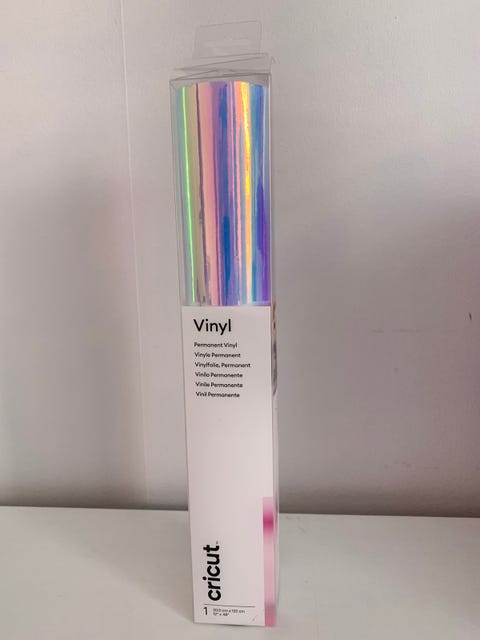 Vinyl
Permanent Vinyl
Vinyle Permanent
Vinylfolie, Permanent
Vinilo Permanente
Vinile Permanente
Vinil Permanente
cricut
1
30.5 cm x 122 cm
12" x 48"